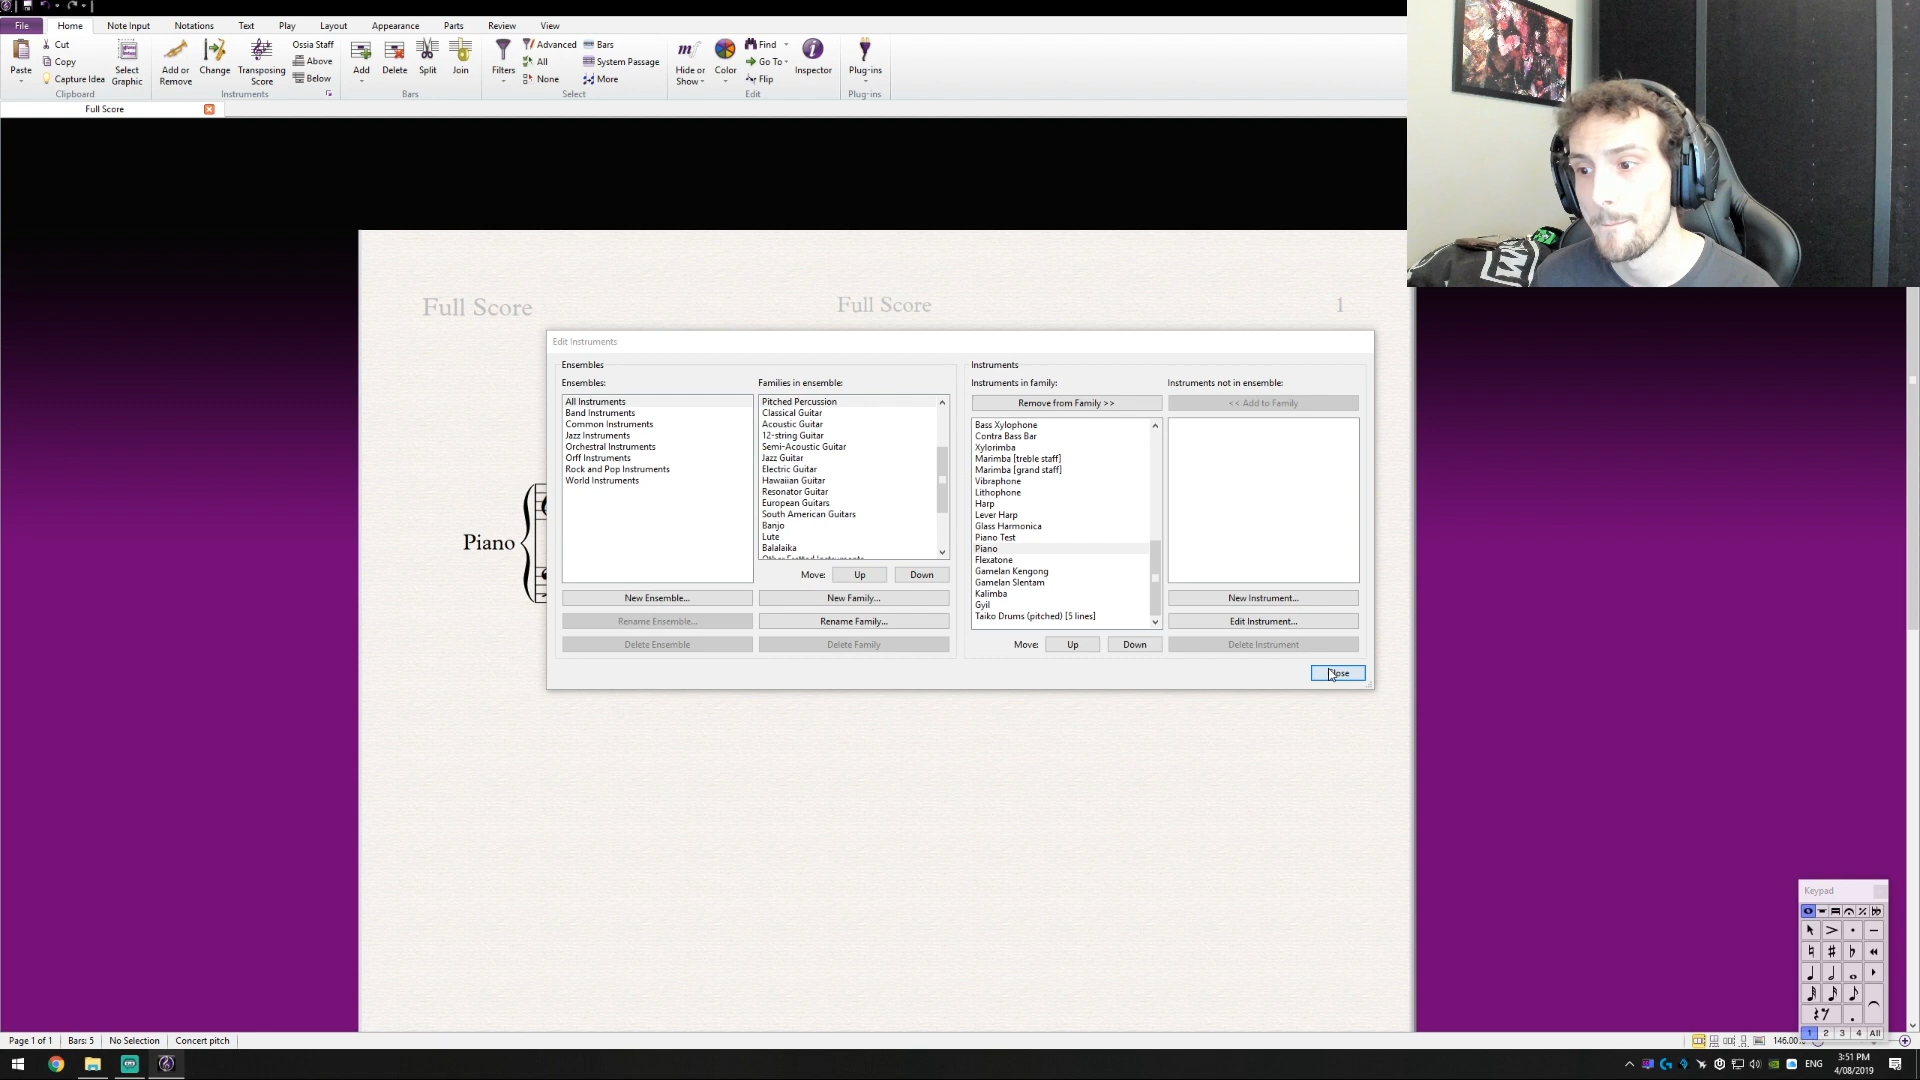 File Home Note Input Notations Text Play Layout Appearance Parts Review View
Paste
Cut
Copy
Capture Idea
Select Graphic
Clipboard
Add or Remove
Change
Transposing Score
Ossia Staff
Above
Below
Instruments
Add
Delete
Split
Join
Bars
Filters
Advanced
All
None
Bars
System Passage
More
Select
Hide or Show
Color
Find
Go To
Flip
Inspector
Edit
Plug-ins
Plug-ins
Full Score
Full Score
Full Score
1
Piano
Edit Instruments
Ensembles
Ensembles:
All Instruments
Band Instruments
Common Instruments
Jazz Instruments
Orchestral Instruments
Orff Instruments
Rock and Pop Instruments
World Instruments
New Ensemble...
Rename Ensemble...
Delete Ensemble
Families in ensemble:
Pitched Percussion
Classical Guitar
Acoustic Guitar
12-string Guitar
Semi-Acoustic Guitar
Jazz Guitar
Electric Guitar
Hawaiian Guitar
Resonator Guitar
European Guitars
South American Guitars
Banjo
Lute
Balalaika
Other Fretted Instruments
Move: Up Down
New Family...
Rename Family...
Delete Family
Instruments
Instruments in family:
Remove from Family >>
Bass Xylophone
Contra Bass Bar
Xylorimba
Marimba [treble staff]
Marimba [grand staff]
Vibraphone
Lithophone
Harp
Lever Harp
Glass Harmonica
Piano Test
Piano
Flexatone
Gamelan Kengong
Gamelan Slentam
Kalimba
Gyil
Taiko Drums (pitched) [5 lines]
Move: Up Down
Instruments not in ensemble:
<< Add to Family
New Instrument...
Edit Instrument...
Delete Instrument
Keypad
1 2 3 4 All
Page 1 of 1 Bars: 5 No Selection Concert pitch
146.00
ENG
3:51 PM
4/08/2019